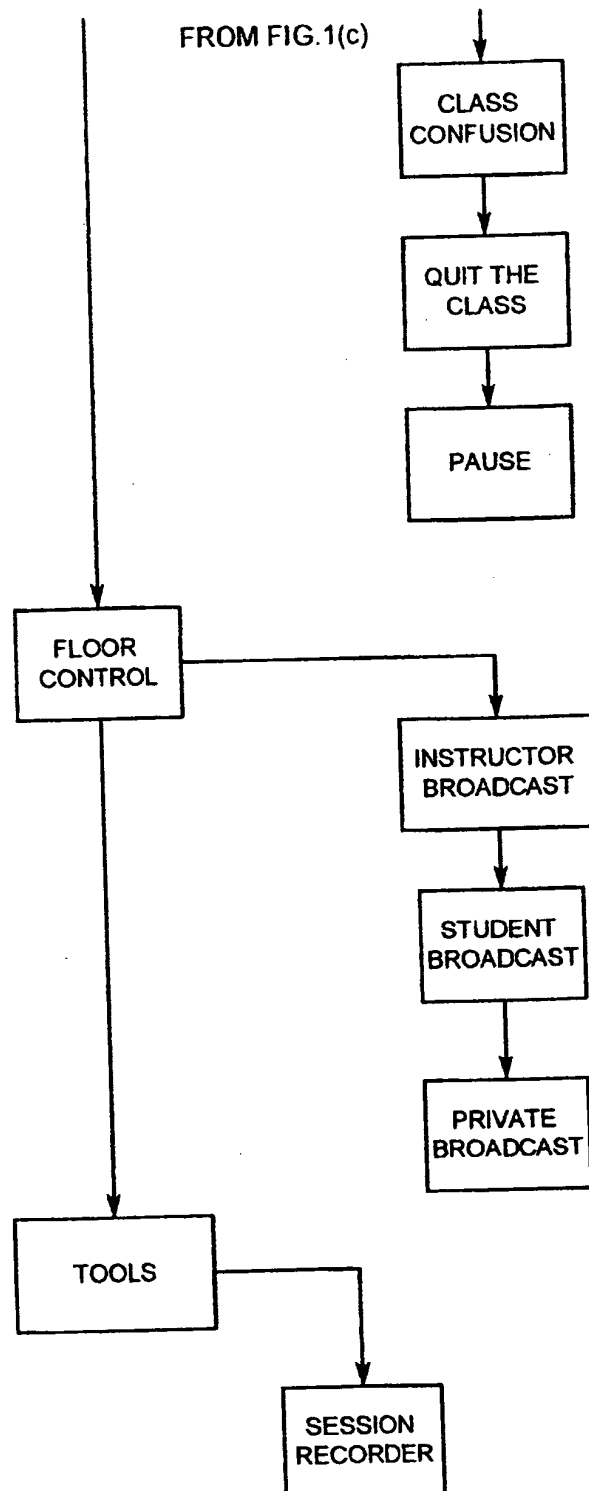 FROM FIG.1(c)
CLASS
CONFUSION
QUIT THE
CLASS
PAUSE
FLOOR
CONTROL
INSTRUCTOR
BROADCAST
STUDENT
BROADCAST
PRIVATE
BROADCAST
TOOLS
SESSION
RECORDER